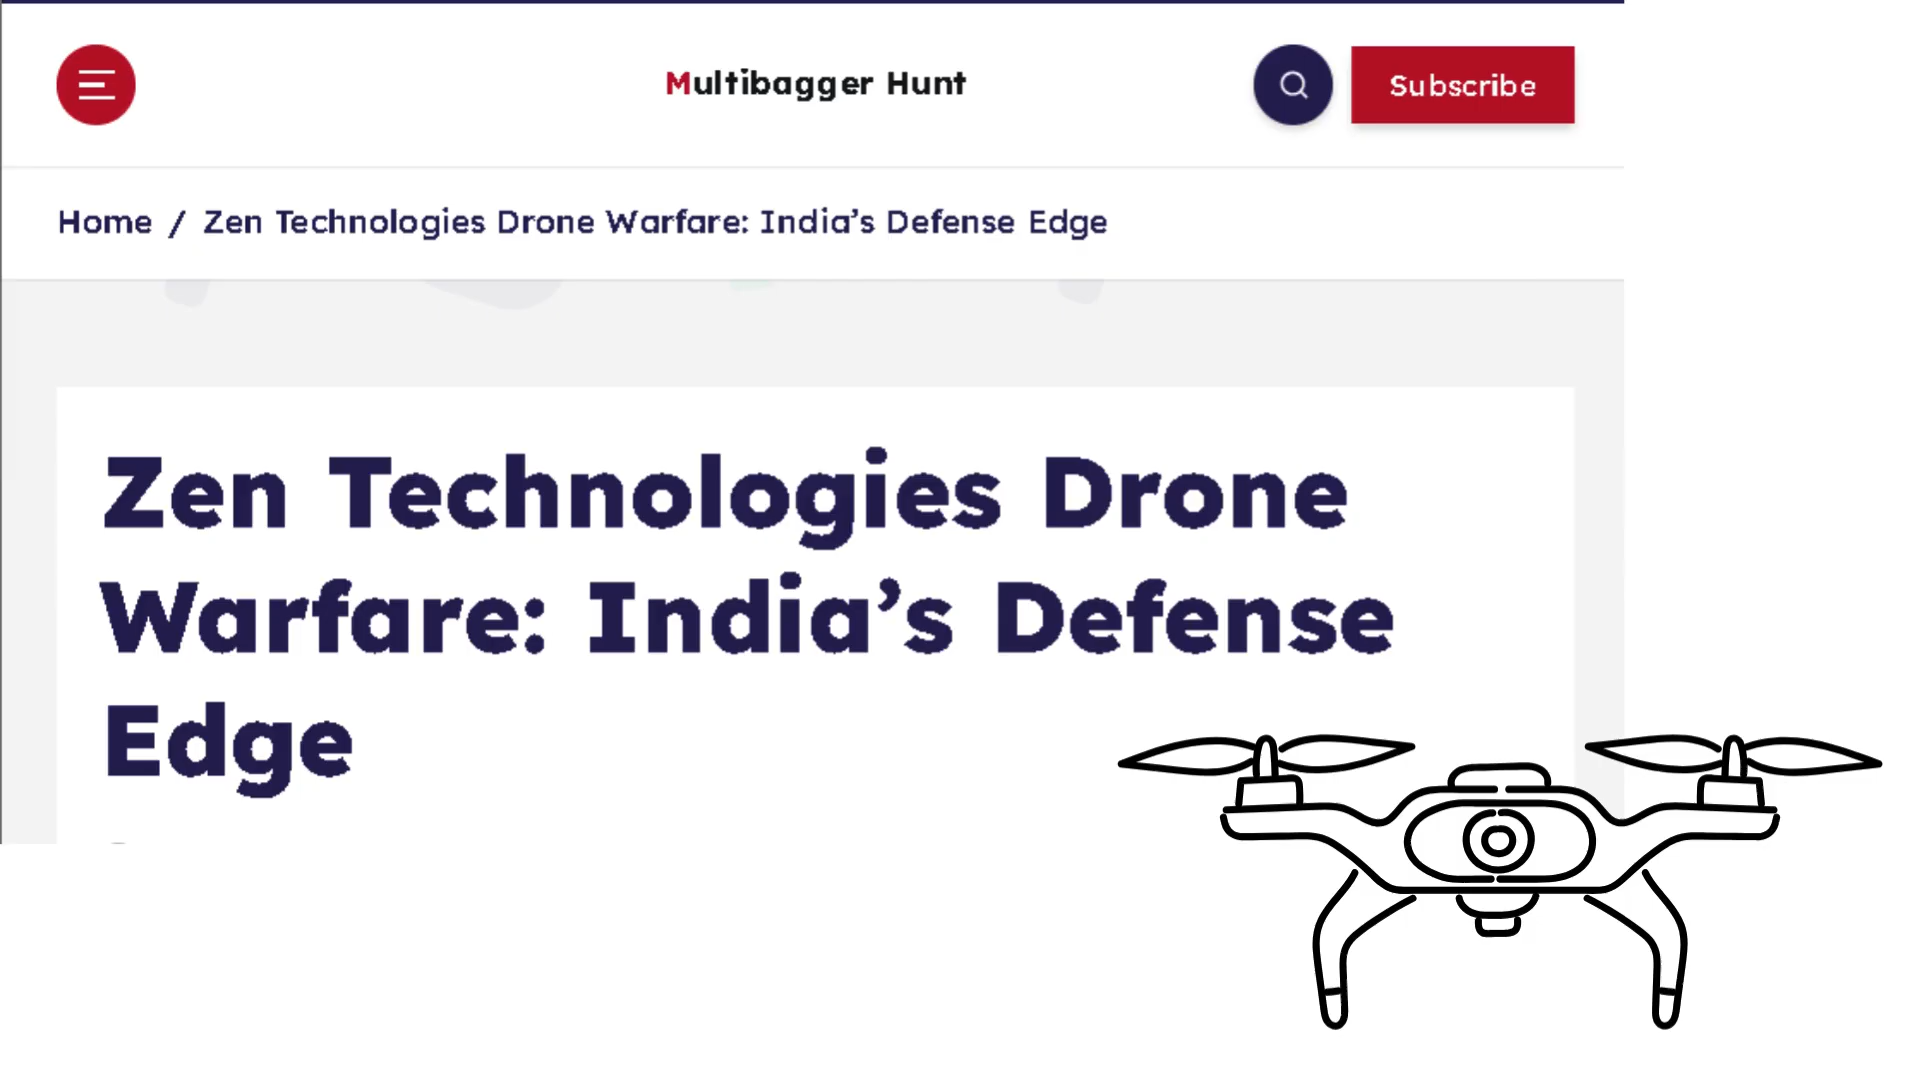 Multibagger Hunt
Subscribe
Home / Zen Technologies Drone Warfare: India’s Defense Edge
Zen Technologies Drone
Warfare: India’s Defense
Edge